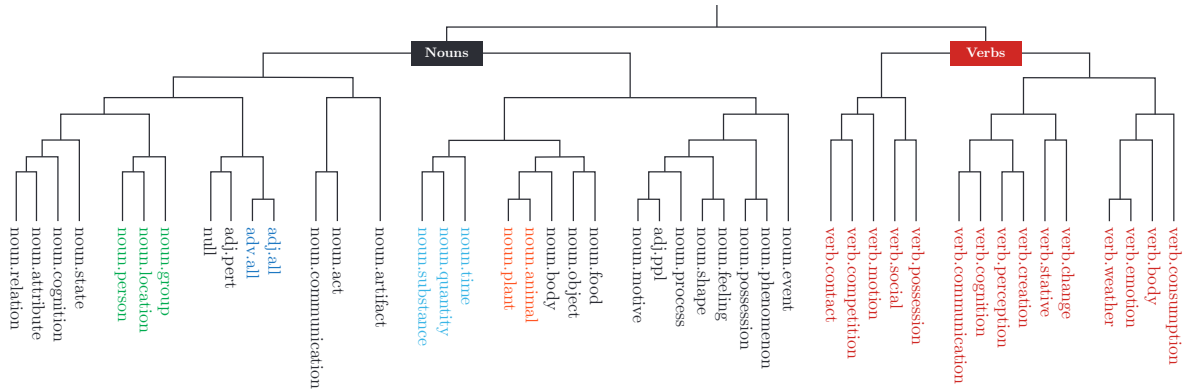 Nouns
Verbs
noun.relation
noun.attribute
noun.cognition
noun.state
noun.person
noun.location
noun.group
null
adj.pert
adv.all
adj.all
noun.communication
noun.act
noun.artifact
noun.substance
noun.quantity
noun.time
noun.plant
noun.animal
noun.body
noun.object
noun.food
noun.motive
adj.ppl
noun.process
noun.shape
noun.feeling
noun.possession
noun.phenomenon
noun.event
verb.contact
verb.competition
verb.motion
verb.social
verb.possession
verb.communication
verb.cognition
verb.perception
verb.creation
verb.stative
verb.change
verb.weather
verb.emotion
verb.body
verb.consumption